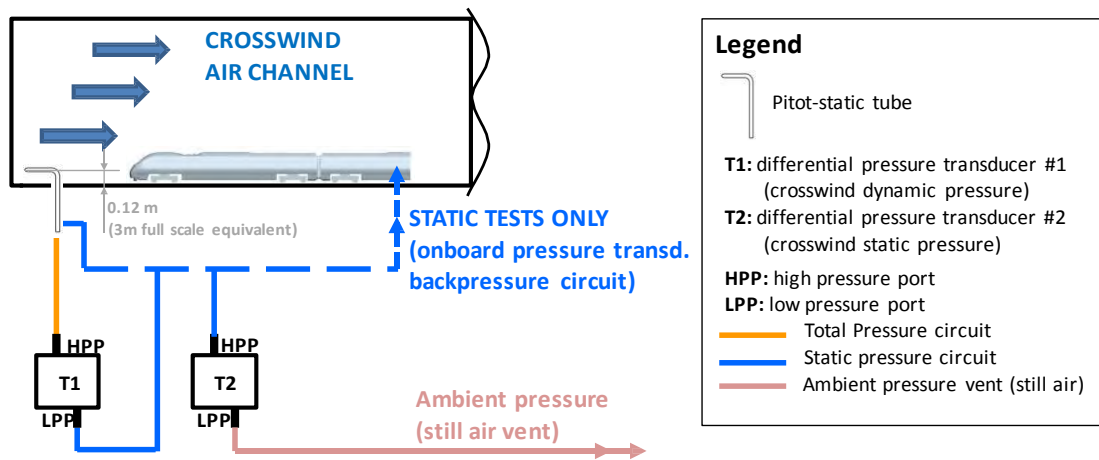 CROSSWIND
AIR CHANNEL
0.12 m
(3m full scale equivalent)
STATIC TESTS ONLY
(onboard pressure transd.
backpressure circuit)
HPP
HPP
T1
T2
LPP
LPP
Ambient pressure
(still air vent)
Legend
Pitot-static tube
T1: differential pressure transducer #1
(crosswind dynamic pressure)
T2: differential pressure transducer #2
(crosswind static pressure)
HPP: high pressure port
LPP: low pressure port
Total Pressure circuit
Static pressure circuit
Ambient pressure vent (still air)